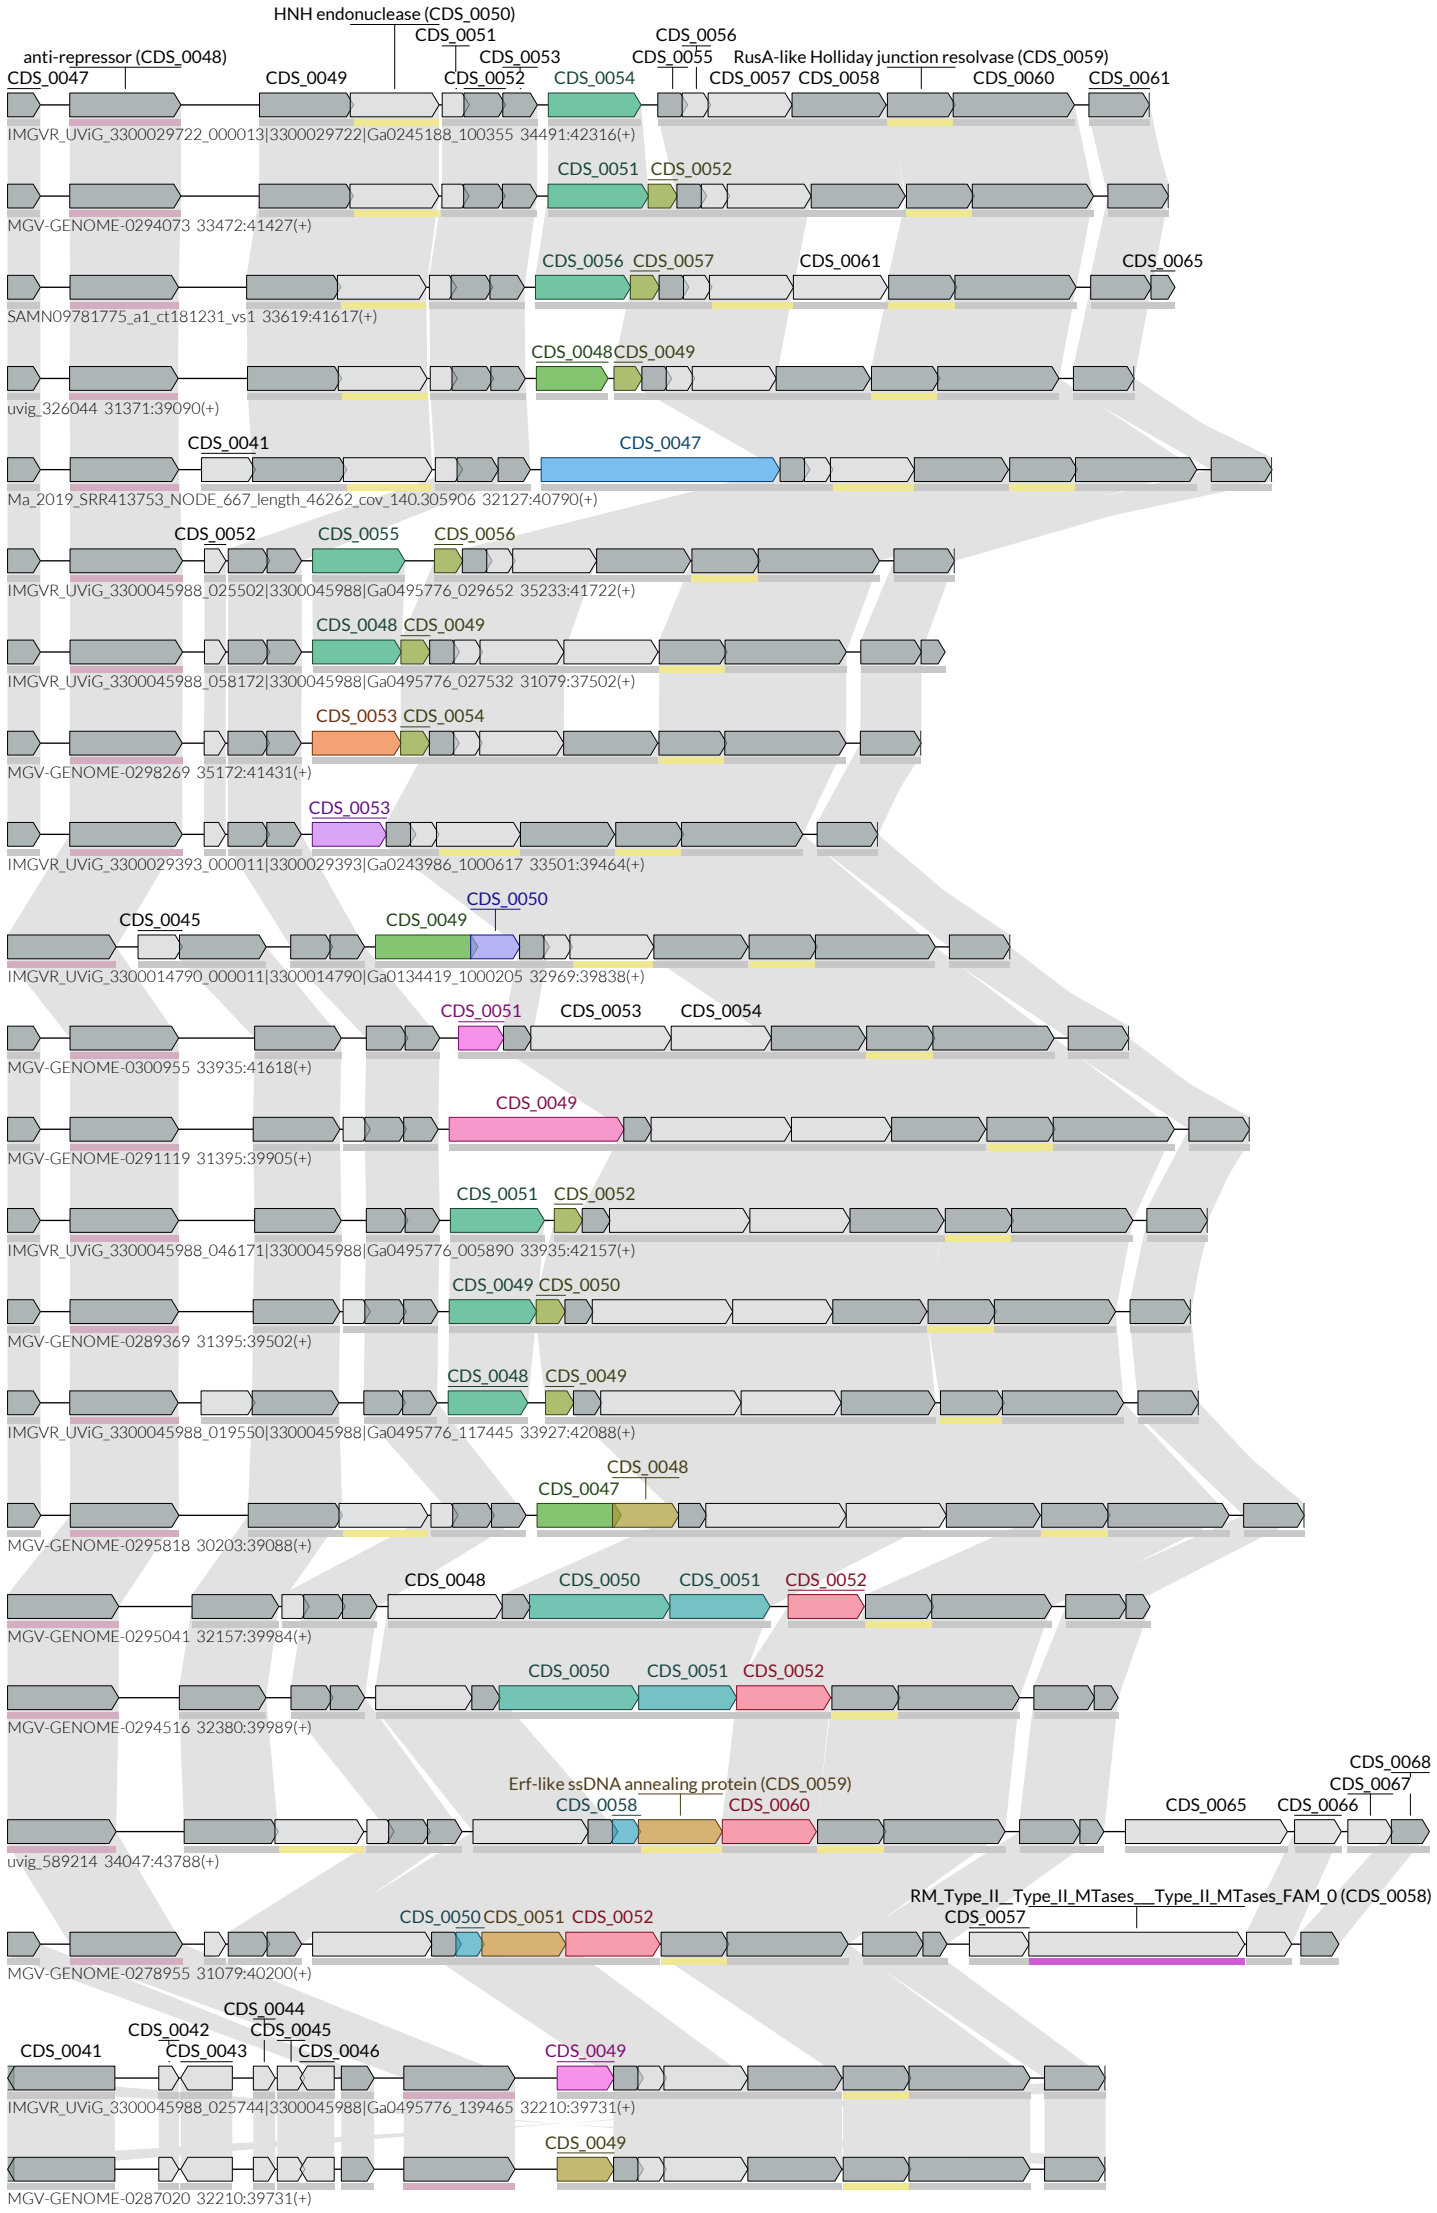 HNH endonuclease (CDS_0050)
CDS_0051 CDS_0056
anti-repressor (CDS_0048) CDS_0053 CDS_0055 RusA-like Holliday junction resolvase (CDS_0059)
CDS_0047 CDS_0049 CDS_0052 CDS_0054 CDS_0057 CDS_0058 CDS_0060 CDS_0061
IMGVR_UViG_3300029722_000013|3300029722|Ga0245188_100355 34491:42316(+)
CDS_0051 CDS_0052
MGV-GENOME-0294073 33472:41427(+)
CDS_0056 CDS_0057 CDS_0061 CDS_0065
SAMN09781775_a1_ct181231_vs1 33619:41617(+)
CDS_0048 CDS_0049
uvig_326044 31371:39090(+)
CDS_0041 CDS_0047
Ma_2019_SRR413753_NODE_667_length_46262_cov_140.305906 32127:40790(+)
CDS_0052 CDS_0055 CDS_0056
IMGVR_UViG_3300045988_025502|3300045988|Ga0495776_029652 35233:41722(+)
CDS_0048 CDS_0049
IMGVR_UViG_3300045988_058172|3300045988|Ga0495776_027532 31079:37502(+)
CDS_0053 CDS_0054
MGV-GENOME-0298269 35172:41431(+)
CDS_0053
IMGVR_UViG_3300029393_000011|3300029393|Ga0243986_1000617 33501:39464(+)
CDS_0050
CDS_0045 CDS_0049
IMGVR_UViG_3300014790_000011|3300014790|Ga0134419_1000205 32969:39838(+)
CDS_0051 CDS_0053 CDS_0054
MGV-GENOME-0300955 33935:41618(+)
CDS_0049
MGV-GENOME-0291119 31395:39905(+)
CDS_0051 CDS_0052
IMGVR_UViG_3300045988_046171|3300045988|Ga0495776_005890 33935:42157(+)
CDS_0049 CDS_0050
MGV-GENOME-0289369 31395:39502(+)
CDS_0048 CDS_0049
IMGVR_UViG_3300045988_019550|3300045988|Ga0495776_117445 33927:42088(+)
CDS_0048
CDS_0047
MGV-GENOME-0295818 30203:39088(+)
CDS_0048 CDS_0050 CDS_0051 CDS_0052
MGV-GENOME-0295041 32157:39984(+)
CDS_0050 CDS_0051 CDS_0052
MGV-GENOME-0294516 32380:39989(+)
CDS_0068
Erf-like ssDNA annealing protein (CDS_0059) CDS_0067
CDS_0058 CDS_0060 CDS_0065 CDS_0066
uvig_589214 34047:43788(+)
RM_Type_II__Type_II_MTases__Type_II_MTases_FAM_0 (CDS_0058)
CDS_0050 CDS_0051 CDS_0052 CDS_0057
MGV-GENOME-0278955 31079:40200(+)
CDS_0044
CDS_0042 CDS_0045
CDS_0041 CDS_0043 CDS_0046 CDS_0049
IMGVR_UViG_3300045988_025744|3300045988|Ga0495776_139465 32210:39731(+)
CDS_0049
MGV-GENOME-0287020 32210:39731(+)